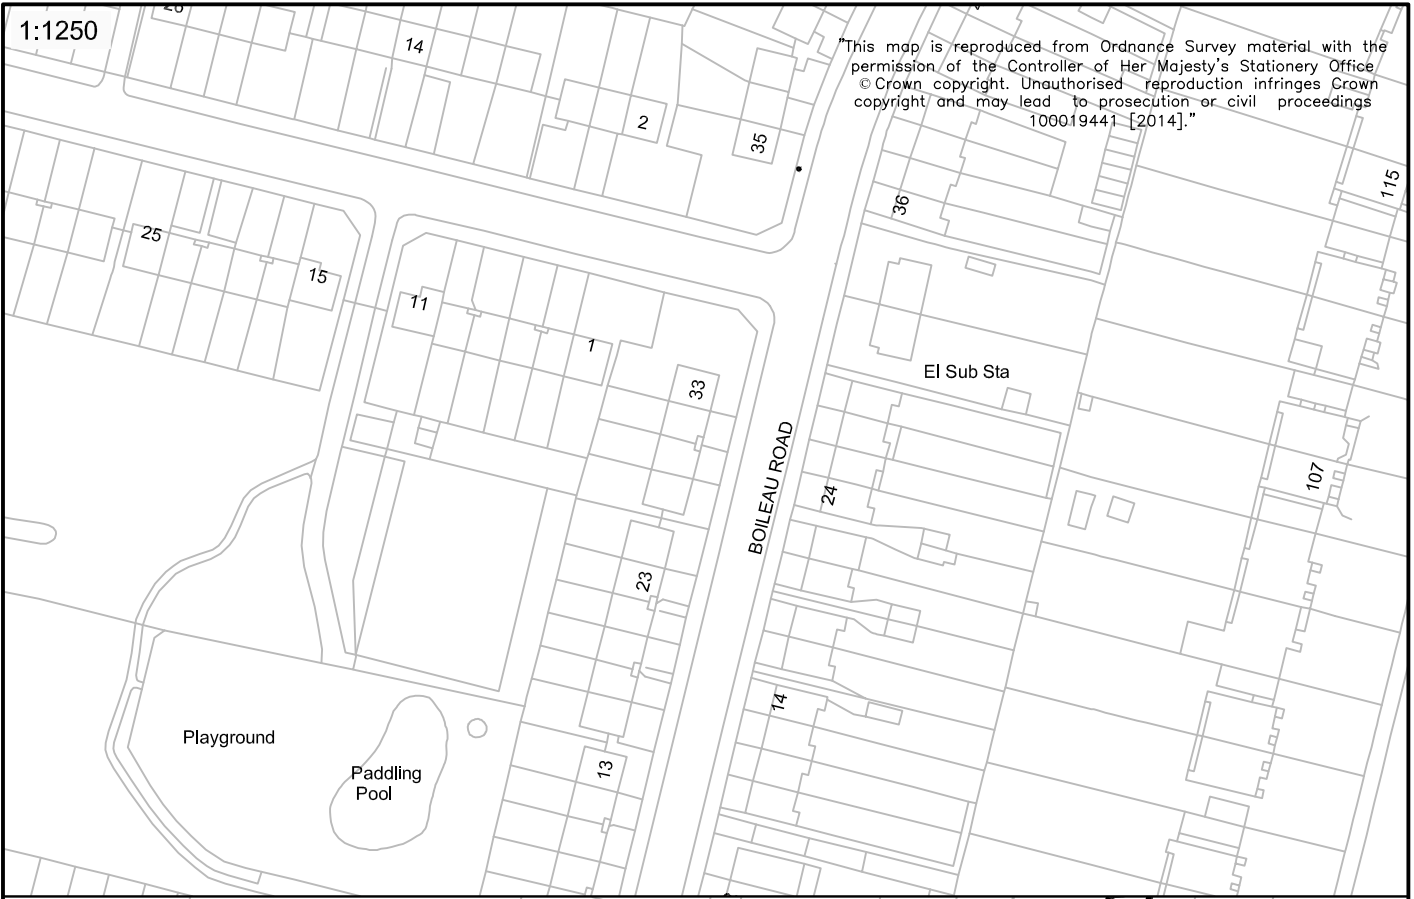 1:1250
26
14
"This map is reproduced from Ordnance Survey material with the
permission of the Controller of Her Majesty's Stationery Office
© Crown copyright. Unauthorised reproduction infringes Crown
copyright and may lead to prosecution or civil proceedings
100019441 [2014]."
2
35
36
115
25
15
11
1
33
El Sub Sta
BOILEAU ROAD
24
107
23
14
13
Playground
Paddling
Pool